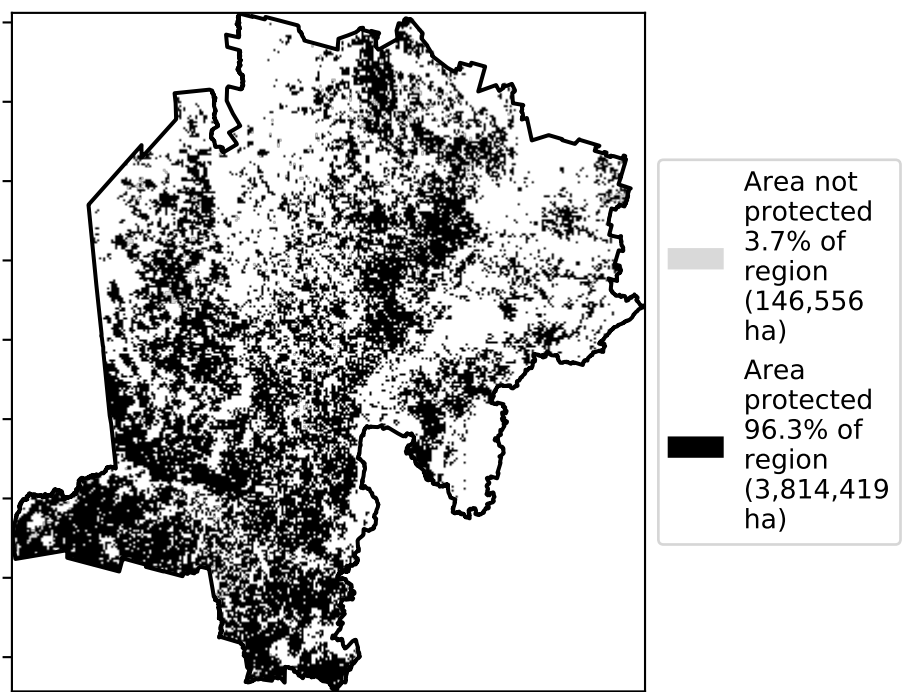 Area not
protected
3.7% of
region
(146,556
ha)
Area
protected
96.3% of
region
(3,814,419
ha)